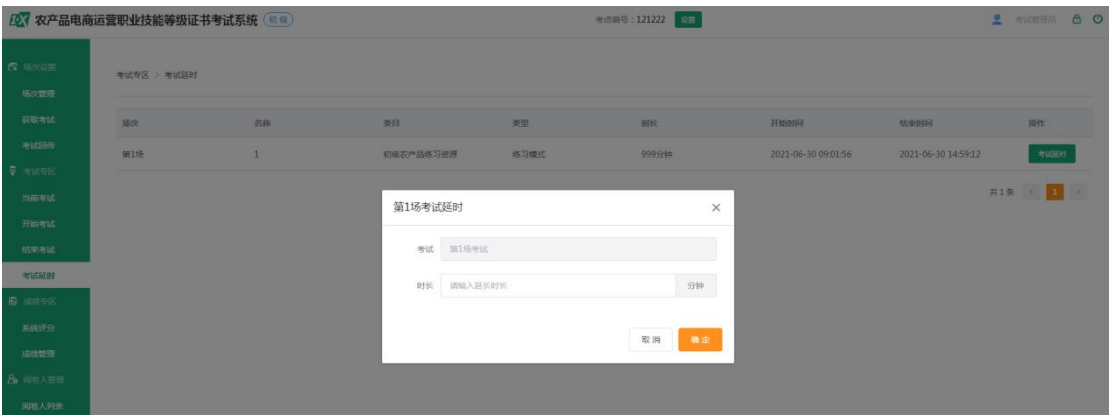 农产品电商运营职业技能等级证书考试系统 初级
考点编号：121222 设置
考试管理员
场次设置
场次管理
获取考试
考试回传
考试专区
当前考试
开始考试
结束考试
考试延时
成绩专区
系统评分
成绩管理
阅卷人管理
阅卷人列表
考试专区 > 考试延时
场次 名称 类目 类型 时长 开始时间 结束时间 操作
第1场 1 初级农产品练习资源 练习模式 999分钟 2021-06-30 09:01:56 2021-06-30 14:59:12 考试延时
共1条 < 1 >
第1场考试延时 ×
考试 第1场考试
时长 请输入延长时长 分钟
取消 确定